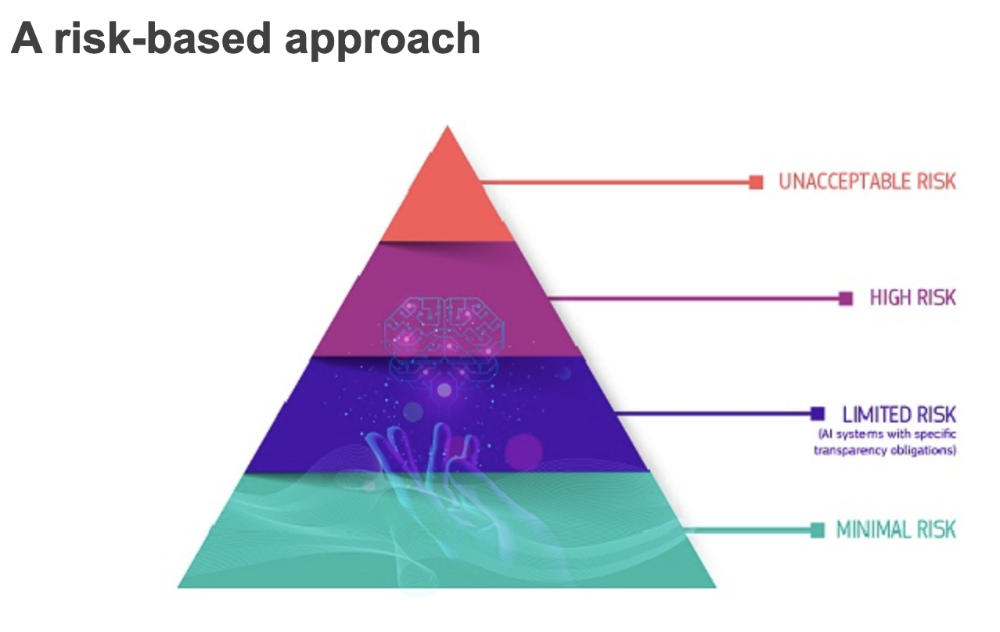 A risk-based approach
UNACCEPTABLE RISK
HIGH RISK
LIMITED RISK
(AI systems with specific
transparency obligations)
MINIMAL RISK